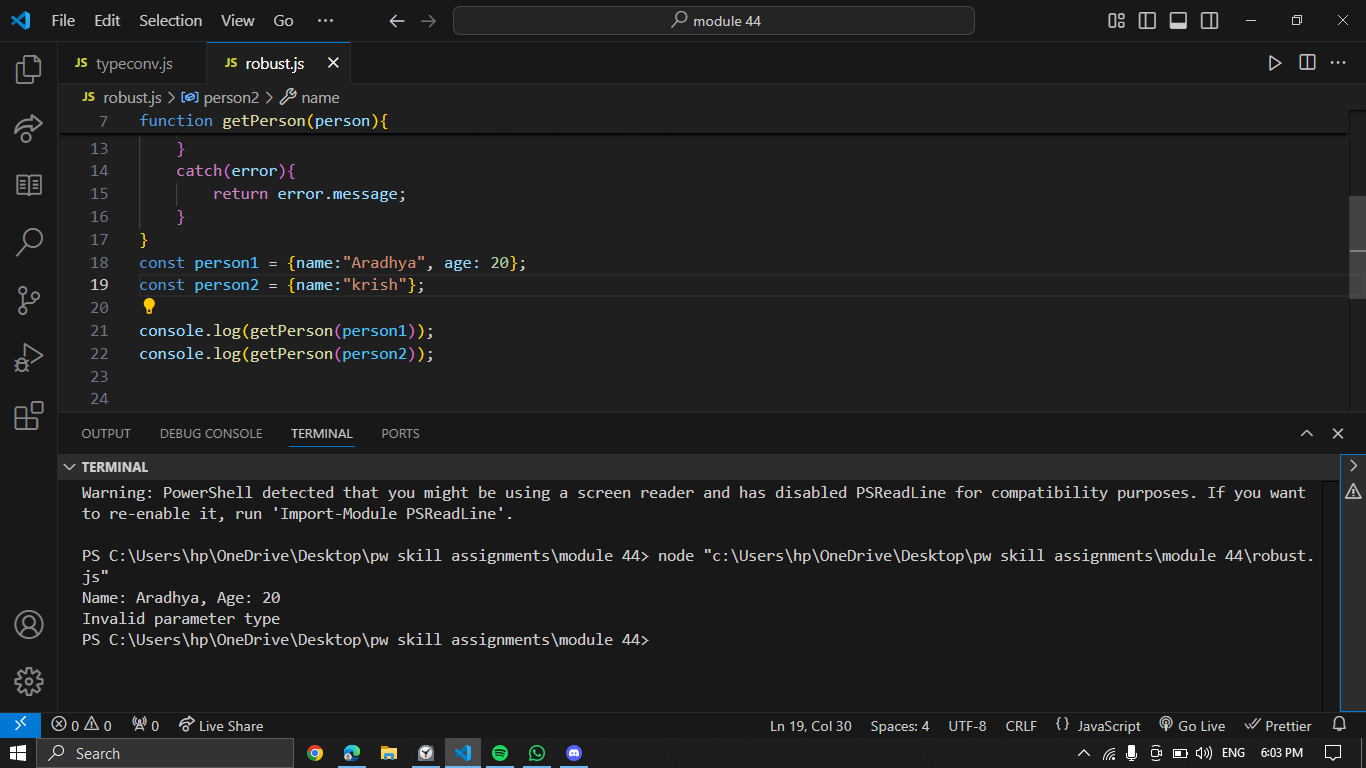 File Edit Selection View Go ··· module 44
JS typeconv.js JS robust.js
JS robust.js > person2 > name
7 function getPerson(person){
13 }
14 catch(error){
15 return error.message;
16 }
17 }
18 const person1 = {name:"Aradhya", age: 20};
19 const person2 = {name:"krish"};
20
21 console.log(getPerson(person1));
22 console.log(getPerson(person2));
23
24
OUTPUT DEBUG CONSOLE TERMINAL PORTS
TERMINAL
Warning: PowerShell detected that you might be using a screen reader and has disabled PSReadLine for compatibility purposes. If you want
to re-enable it, run 'Import-Module PSReadLine'.
PS C:\Users\hp\OneDrive\Desktop\pw skill assignments\module 44> node "c:\Users\hp\OneDrive\Desktop\pw skill assignments\module 44\robust.
js"
Name: Aradhya, Age: 20
Invalid parameter type
PS C:\Users\hp\OneDrive\Desktop\pw skill assignments\module 44>
0 0 0 Live Share Ln 19, Col 30 Spaces: 4 UTF-8 CRLF {} JavaScript Go Live Prettier
Search ENG 6:03 PM